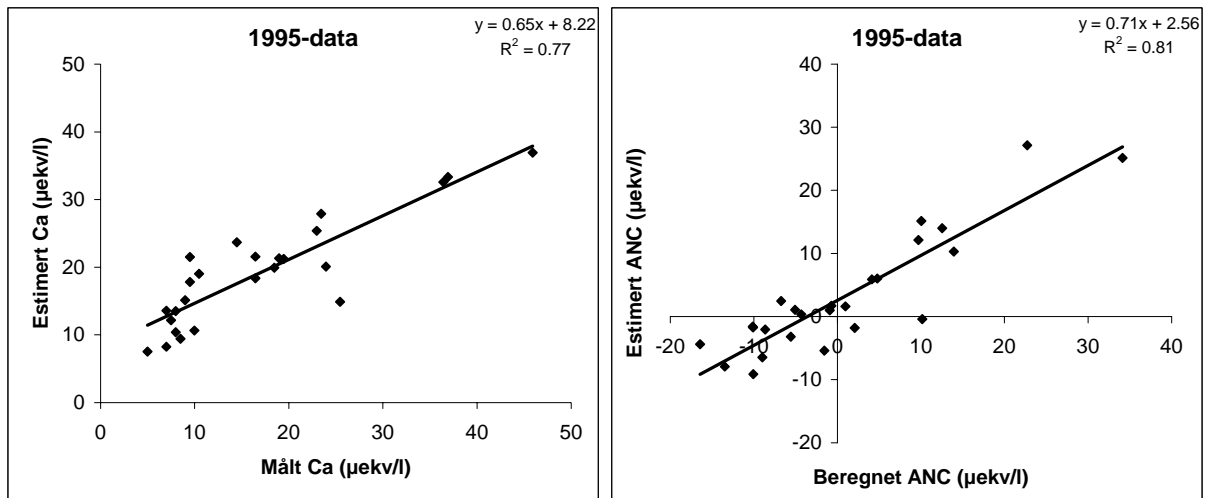 y = 0.65x + 8.22
R² = 0.77
1995-data
50
40
30
20
10
0
0 10 20 30 40 50
Estimert Ca (µekv/l)
Målt Ca (µekv/l)
y = 0.71x + 2.56
R² = 0.81
1995-data
40
30
20
10
0
-10
-20
-20 -10 0 10 20 30 40
Estimert ANC (µekv/l)
Beregnet ANC (µekv/l)